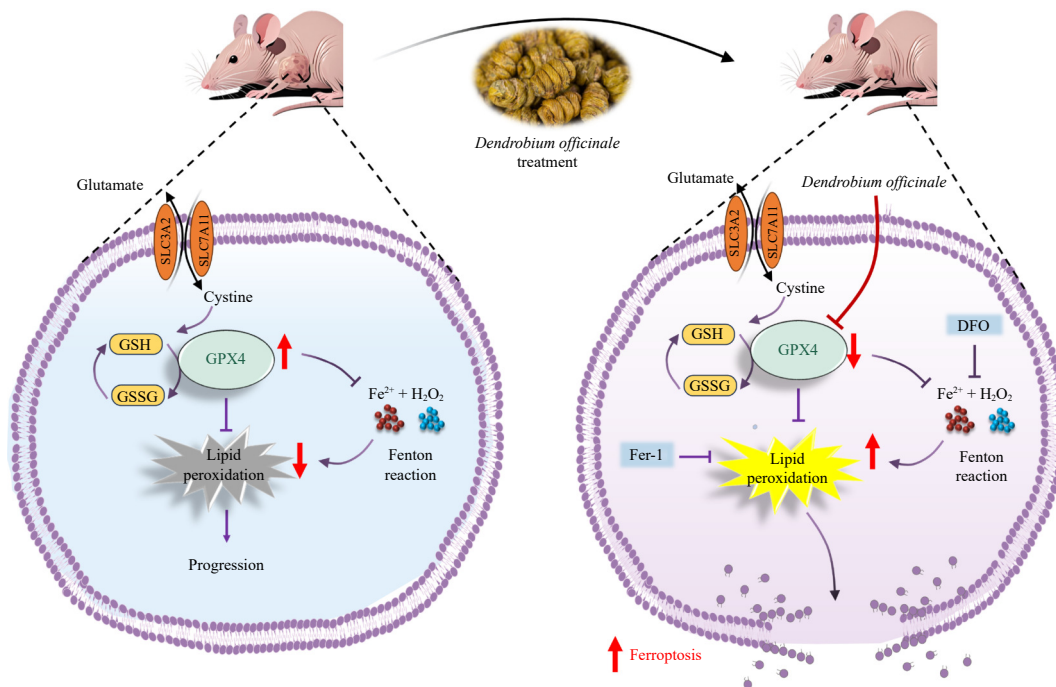 Dendrobium officinale
treatment
Glutamate
SLC3A2
SLC7A11
Cystine
GSH
GSSG
GPX4
Fe²⁺ + H₂O₂
Fenton
reaction
Lipid
peroxidation
Progression
Glutamate
Dendrobium officinale
SLC3A2
SLC7A11
Cystine
GSH
GSSG
GPX4
DFO
Fe²⁺ + H₂O₂
Fenton
reaction
Fer-1
Lipid
peroxidation
Ferroptosis